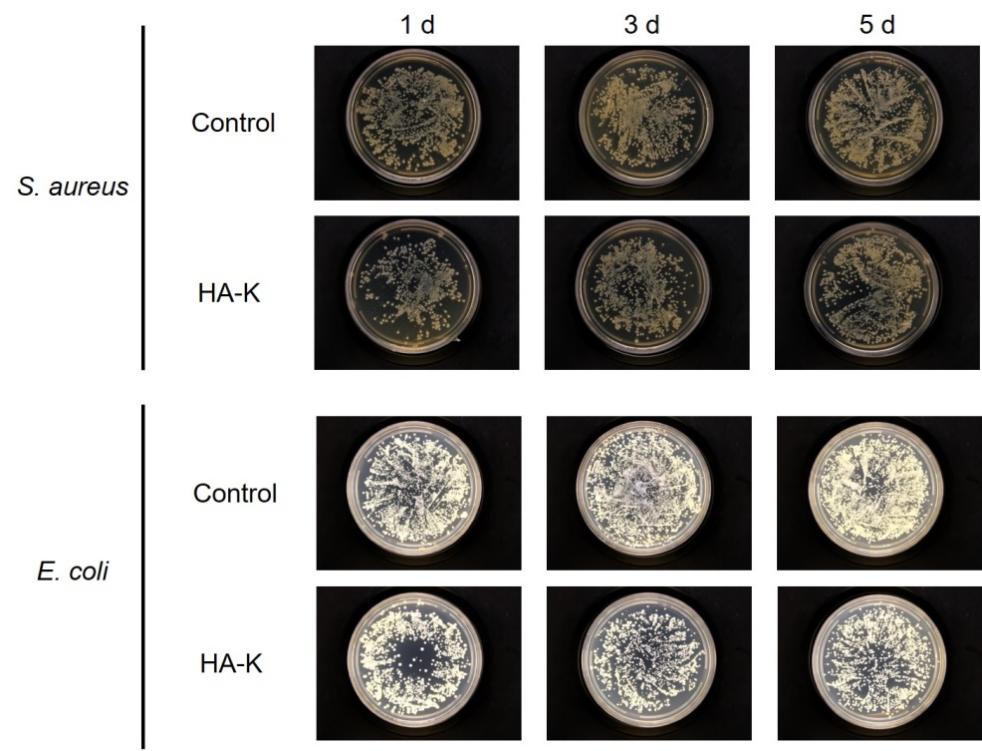 1 d 3 d 5 d
Control
S. aureus
HA-K
Control
E. coli
HA-K